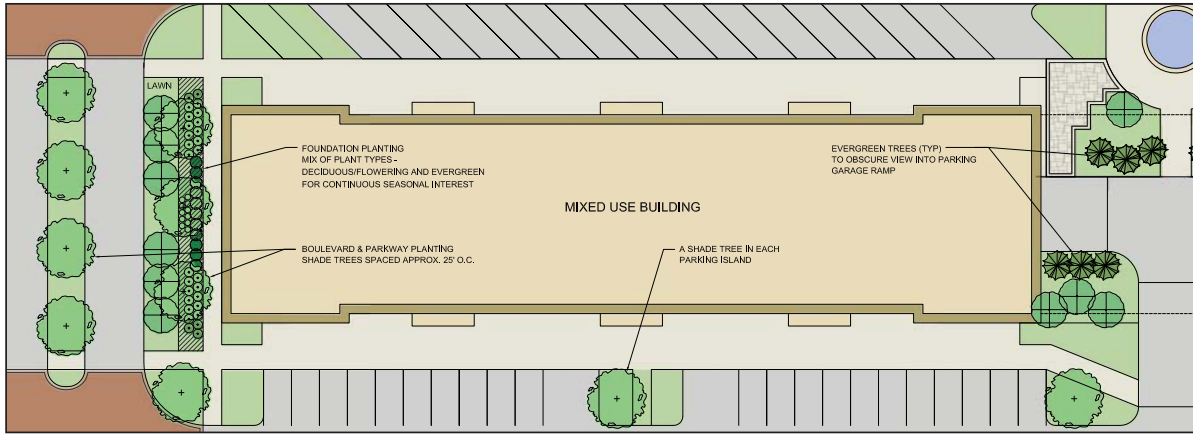 LAWN
FOUNDATION PLANTING
MIX OF PLANT TYPES -
DECIDUOUS/FLOWERING AND EVERGREEN
FOR CONTINUOUS SEASONAL INTEREST
EVERGREEN TREES (TYP)
TO OBSCURE VIEW INTO PARKING
GARAGE RAMP
MIXED USE BUILDING
BOULEVARD & PARKWAY PLANTING
SHADE TREES SPACED APPROX. 25' O.C.
A SHADE TREE IN EACH
PARKING ISLAND